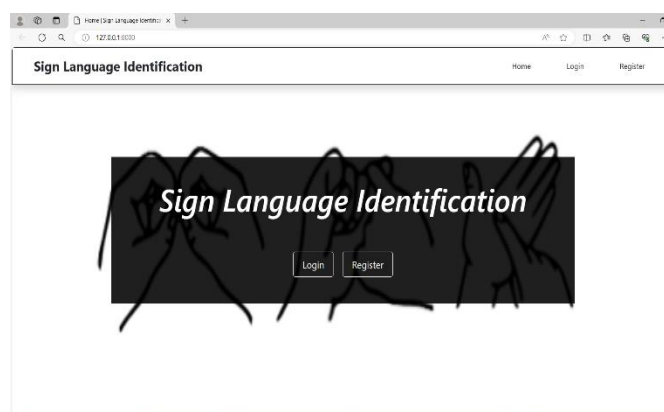 Home | Sign Language Identific
127.0.0.1:8000
Sign Language Identification
Home Login Register
Sign Language Identification
Login Register